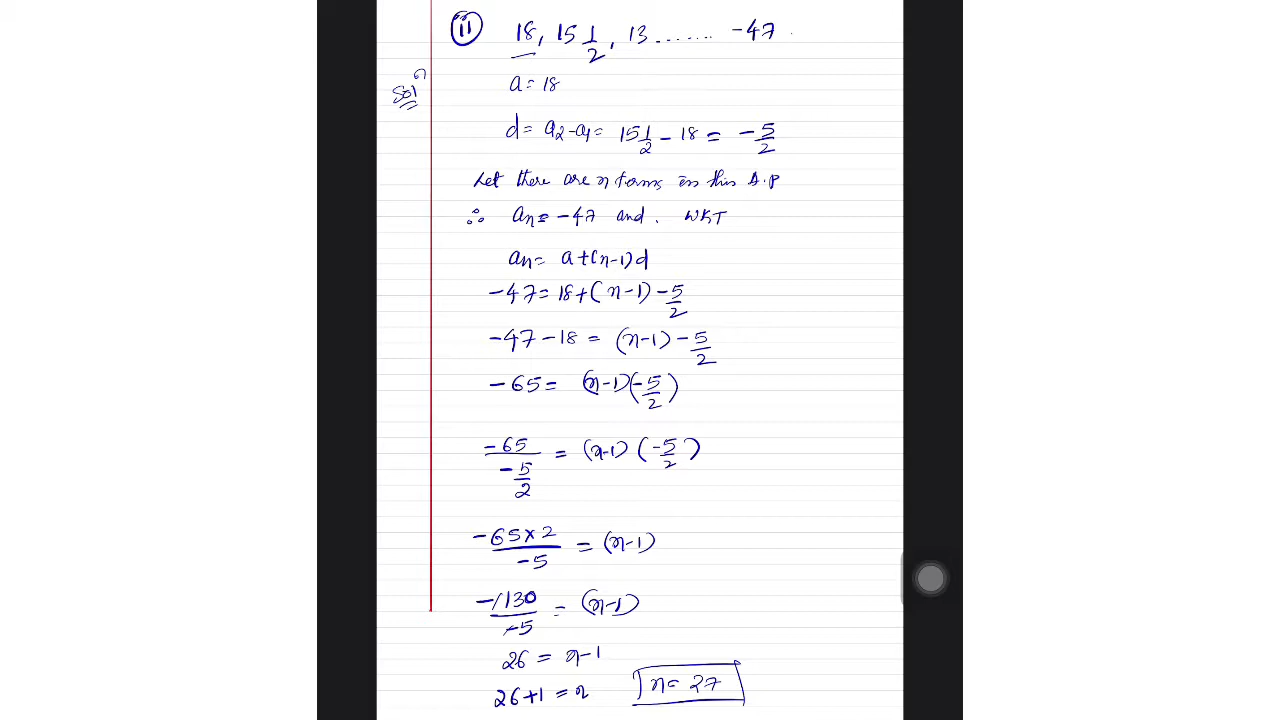 (ii) 18, 15 1/2, 13 ........ -47
Sol^n
a = 18
d = a2 - a1 = 15 1/2 - 18 = -5/2
Let there are n terms in this A.P
∴ an = -47 and . WKT
an = a+(n-1)d
-47 = 18+(n-1) -5/2
-47 - 18 = (n-1) -5/2
-65 = (n-1)(-5/2)
-65/(-5/2) = (n-1) (-5/2)
-65×2/-5 = (n-1)
-130/-5 = (n-1)
26 = n-1
26+1 = n
n = 27